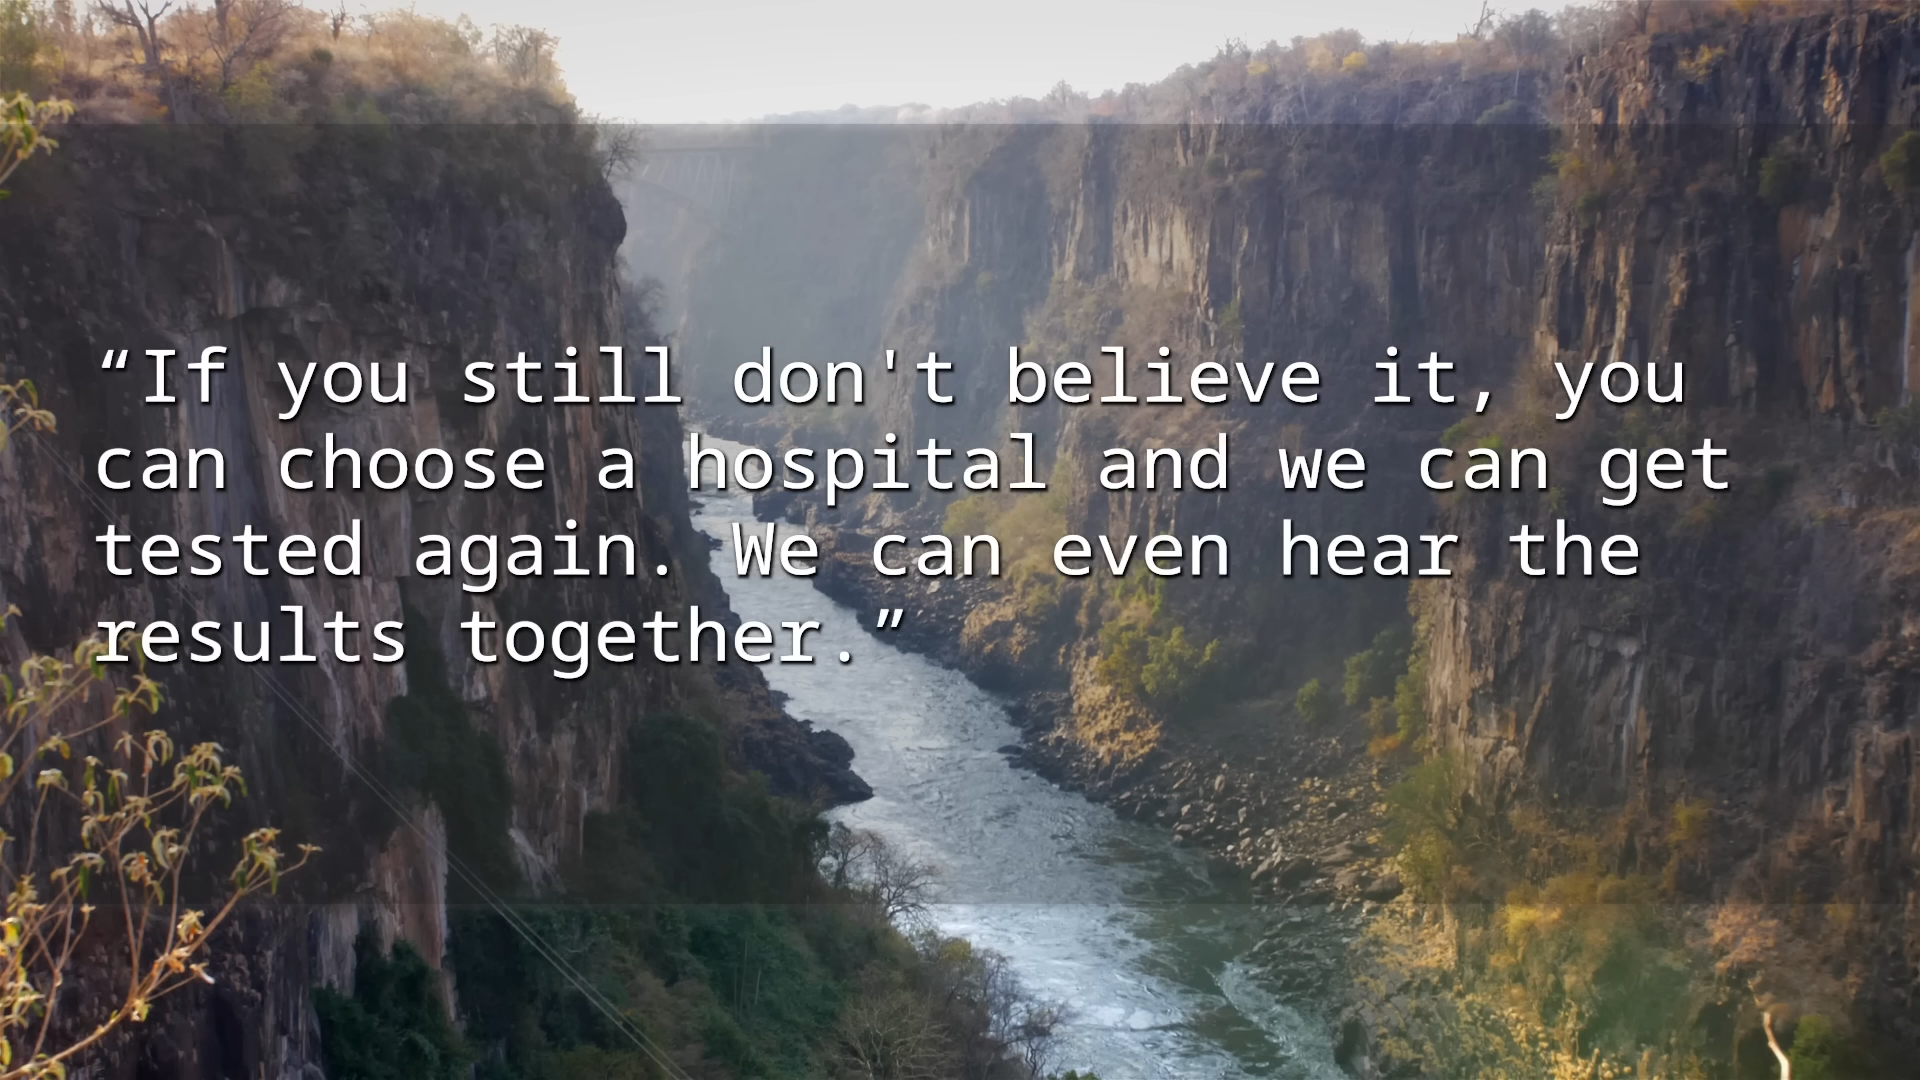 “If you still don't believe it, you
can choose a hospital and we can get
tested again. We can even hear the
results together.”